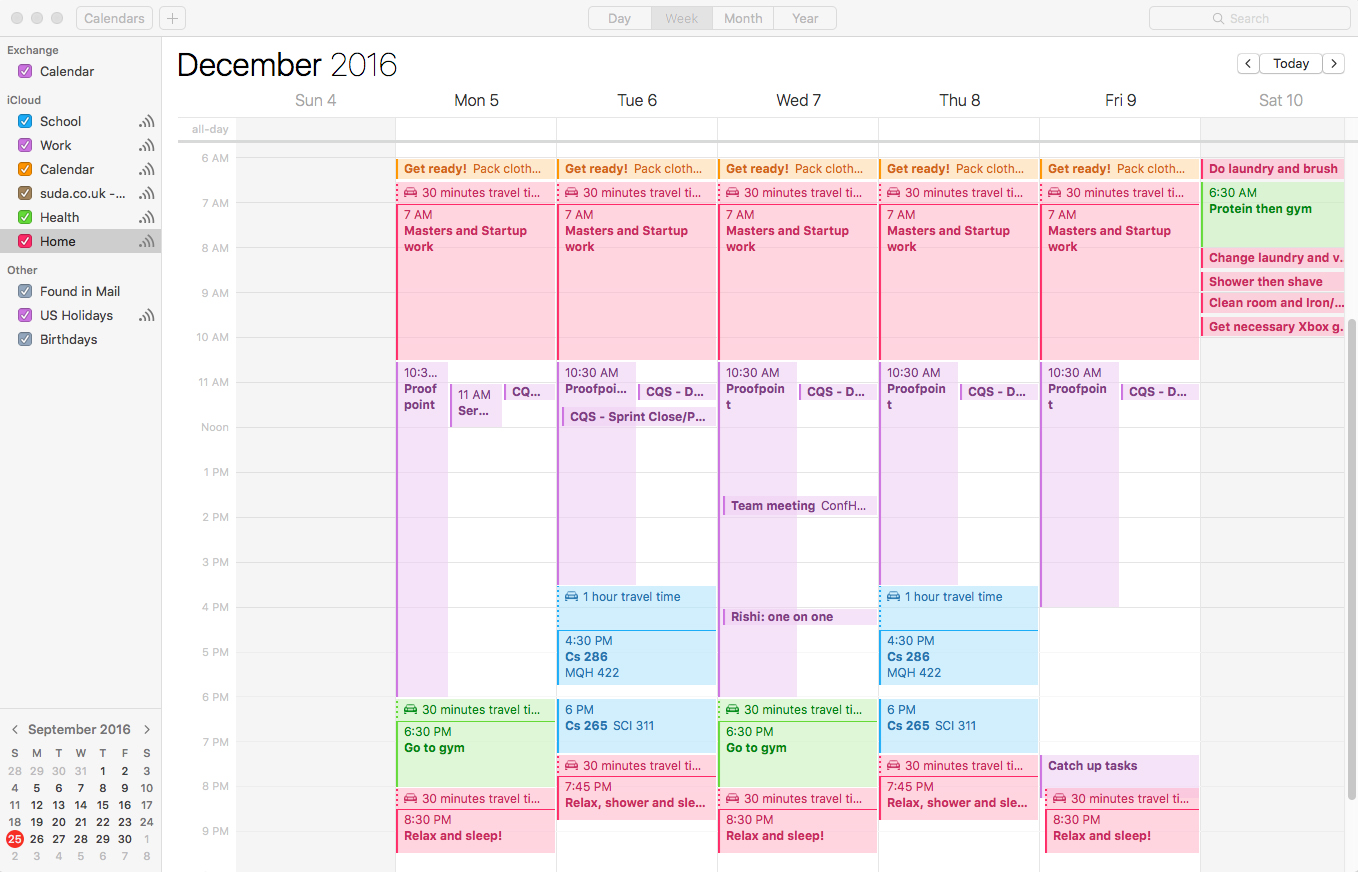 Calendars
+
Day Week Month Year
Search
Exchange
Calendar
iCloud
School
Work
Calendar
suda.co.uk -...
Health
Home
Other
Found in Mail
US Holidays
Birthdays
September 2016
S M T W T F S
28 29 30 31 1 2 3
4 5 6 7 8 9 10
11 12 13 14 15 16 17
18 19 20 21 22 23 24
25 26 27 28 29 30 1
2 3 4 5 6 7 8
December 2016
Today
Sun 4 Mon 5 Tue 6 Wed 7 Thu 8 Fri 9 Sat 10
all-day
6 AM
7 AM
8 AM
9 AM
10 AM
11 AM
Noon
1 PM
2 PM
3 PM
4 PM
5 PM
6 PM
7 PM
8 PM
9 PM
Get ready! Pack cloth...
30 minutes travel ti...
7 AM
Masters and Startup
work
10:3...
Proof
point
11 AM
Ser...
CQ...
30 minutes travel ti...
6:30 PM
Go to gym
30 minutes travel ti...
8:30 PM
Relax and sleep!
Get ready! Pack cloth...
30 minutes travel ti...
7 AM
Masters and Startup
work
10:30 AM
Proofpoi...
CQS - D...
CQS - Sprint Close/P...
1 hour travel time
4:30 PM
Cs 286
MQH 422
6 PM
Cs 265 SCI 311
30 minutes travel ti...
7:45 PM
Relax, shower and sle...
Get ready! Pack cloth...
30 minutes travel ti...
7 AM
Masters and Startup
work
10:30 AM
Proofpoin
t
CQS - D...
Team meeting ConfH...
Rishi: one on one
30 minutes travel ti...
6:30 PM
Go to gym
30 minutes travel ti...
8:30 PM
Relax and sleep!
Get ready! Pack cloth...
30 minutes travel ti...
7 AM
Masters and Startup
work
10:30 AM
Proofpoin
t
CQS - D...
1 hour travel time
4:30 PM
Cs 286
MQH 422
6 PM
Cs 265 SCI 311
30 minutes travel ti...
7:45 PM
Relax, shower and sle...
Get ready! Pack cloth...
30 minutes travel ti...
7 AM
Masters and Startup
work
10:30 AM
Proofpoin
t
CQS - D...
Catch up tasks
30 minutes travel ti...
8:30 PM
Relax and sleep!
Do laundry and brush
6:30 AM
Protein then gym
Change laundry and v.
Shower then shave
Clean room and Iron/...
Get necessary Xbox g.